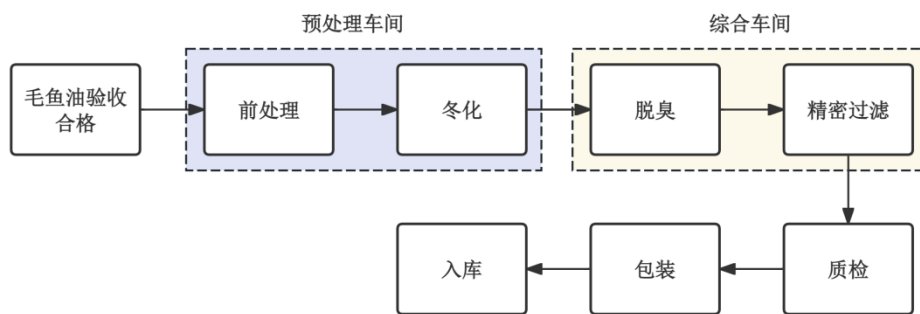 预处理车间
综合车间
毛鱼油验收
合格
前处理
冬化
脱臭
精密过滤
质检
包装
入库